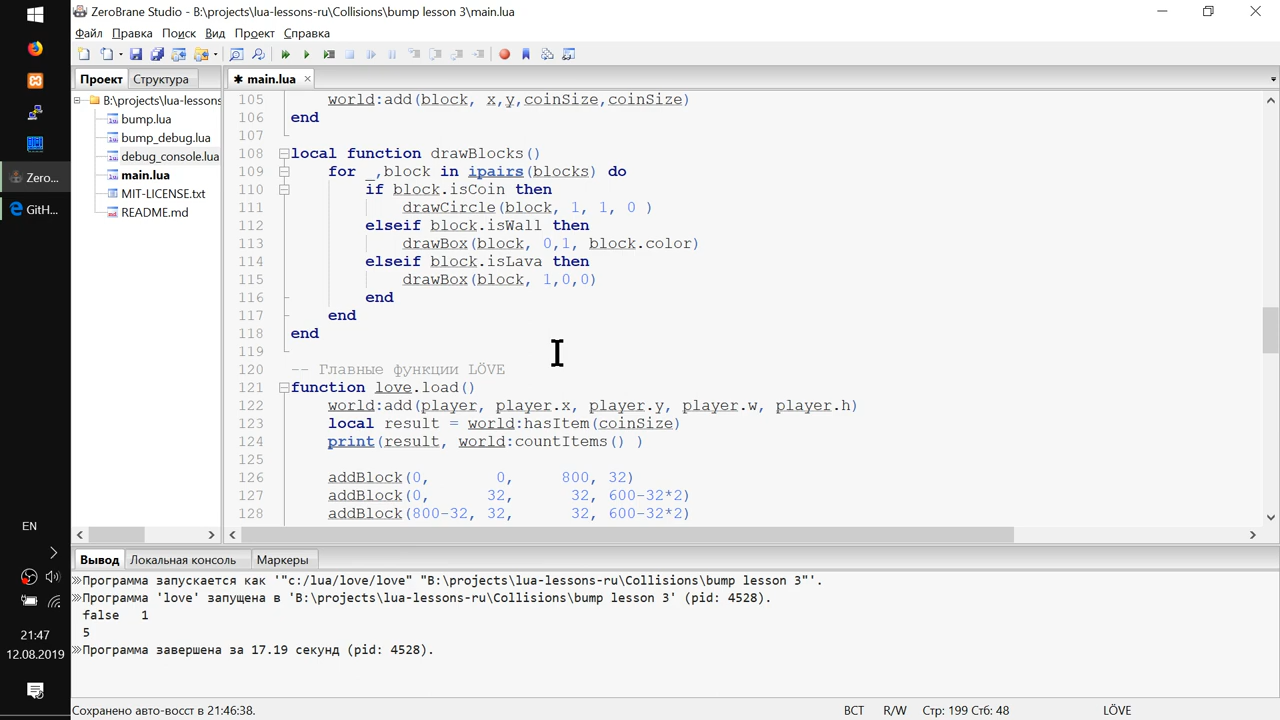 ZeroBrane Studio - B:\projects\lua-lessons-ru\Collisions\bump lesson 3\main.lua
Файл Правка Поиск Вид Проект Справка
Проект Структура
✱ main.lua ×
B:\projects\lua-lessons
bump.lua
bump_debug.lua
debug_console.lua
main.lua
MIT-LICENSE.txt
README.md
Zero...
GitH...
105 world:add(block, x,y,coinSize,coinSize)
106 end
107
108 local function drawBlocks()
109 for _,block in ipairs(blocks) do
110 if block.isCoin then
111 drawCircle(block, 1, 1, 0 )
112 elseif block.isWall then
113 drawBox(block, 0,1, block.color)
114 elseif block.isLava then
115 drawBox(block, 1,0,0)
116 end
117 end
118 end
119
120 -- Главные функции LÖVE
121 function love.load()
122 world:add(player, player.x, player.y, player.w, player.h)
123 local result = world:hasItem(coinSize)
124 print(result, world:countItems() )
125
126 addBlock(0, 0, 800, 32)
127 addBlock(0, 32, 32, 600-32*2)
128 addBlock(800-32, 32, 32, 600-32*2)
Вывод Локальная консоль Маркеры
Программа запускается как '"c:/lua/love/love" "B:\projects\lua-lessons-ru\Collisions\bump lesson 3"'.
Программа 'love' запущена в 'B:\projects\lua-lessons-ru\Collisions\bump lesson 3' (pid: 4528).
false 1
5
Программа завершена за 17.19 секунд (pid: 4528).
Сохранено авто-восст в 21:46:38.
ВСТ R/W Стр: 199 Стб: 48 LÖVE
EN
21:47
12.08.2019